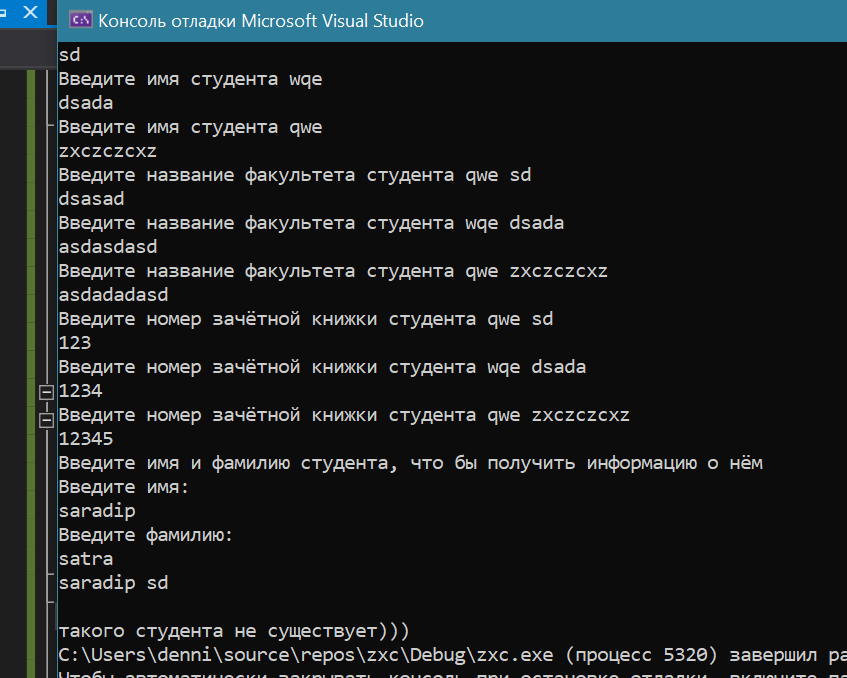 Консоль отладки Microsoft Visual Studio
sd
Введите имя студента wqe
dsada
Введите имя студента qwe
zxczczcxz
Введите название факультета студента qwe sd
dsasad
Введите название факультета студента wqe dsada
asdasdasd
Введите название факультета студента qwe zxczczcxz
asdadadasd
Введите номер зачётной книжки студента qwe sd
123
Введите номер зачётной книжки студента wqe dsada
1234
Введите номер зачётной книжки студента qwe zxczczcxz
12345
Введите имя и фамилию студента, что бы получить информацию о нём
Введите имя:
saradip
Введите фамилию:
satra
saradip sd
такого студента не существует)))
C:\Users\denni\source\repos\zxc\Debug\zxc.exe (процесс 5320) завершил ра
Чтобы автоматически закрывать консоль при остановке отладки, включите па